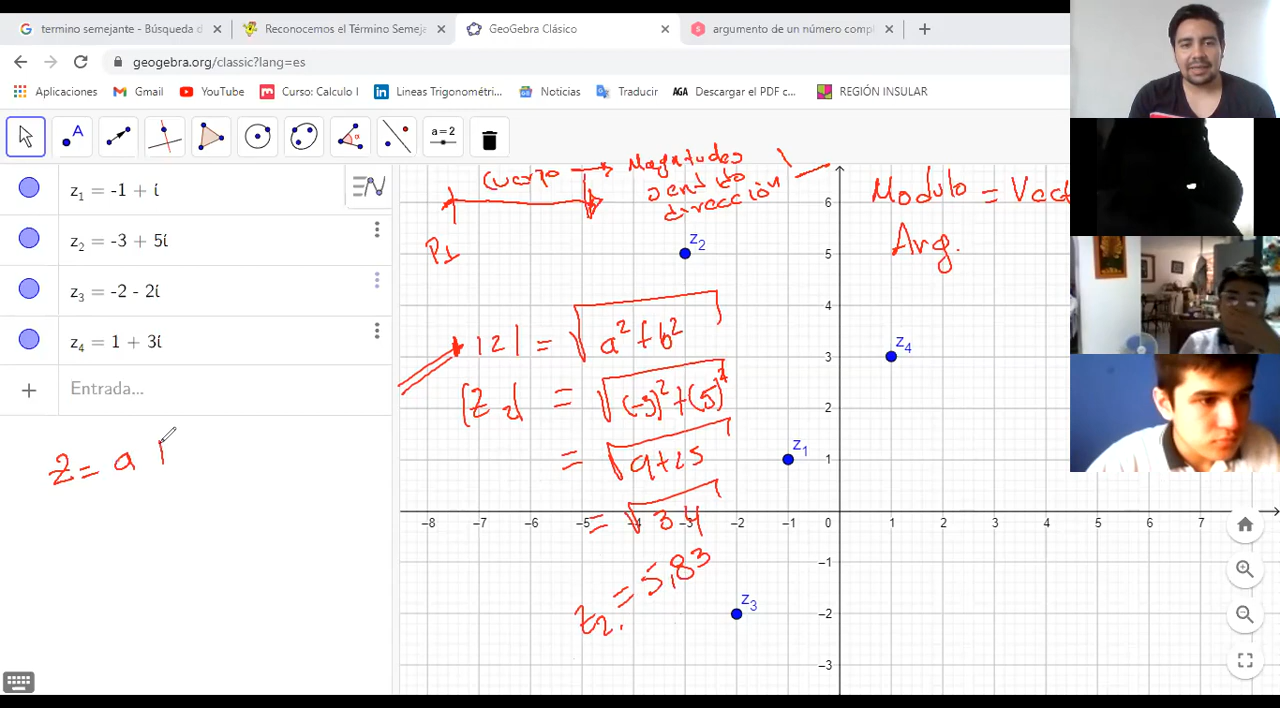 termino semejante - Búsqueda d
Reconocemos el Término Semeja
GeoGebra Clásico
argumento de un número compl
geogebra.org/classic?lang=es
Aplicaciones
Gmail
YouTube
Curso: Calculo I
Lineas Trigonométri...
Noticias
Traducir
AGA Descargar el PDF c...
REGIÓN INSULAR
A
a=2
z₁ = -1 + i
z₂ = -3 + 5i
z₃ = -2 - 2i
z₄ = 1 + 3i
Entrada...
z = a
Cuerpo
Magnitudes
sentido
dirección
P1
Modulo = Vect
Arg.
|z| = √a² + b²
|z₂| = √(-3)² + (5)²
= √9+25
= √34
z₂. = 5,83
z₂
z₄
z₁
z₃
6
5
4
3
2
1
-8 -7 -6 -5 -4 -3 -2 -1 0 1 2 3 4 5 6 7
-1
-2
-3